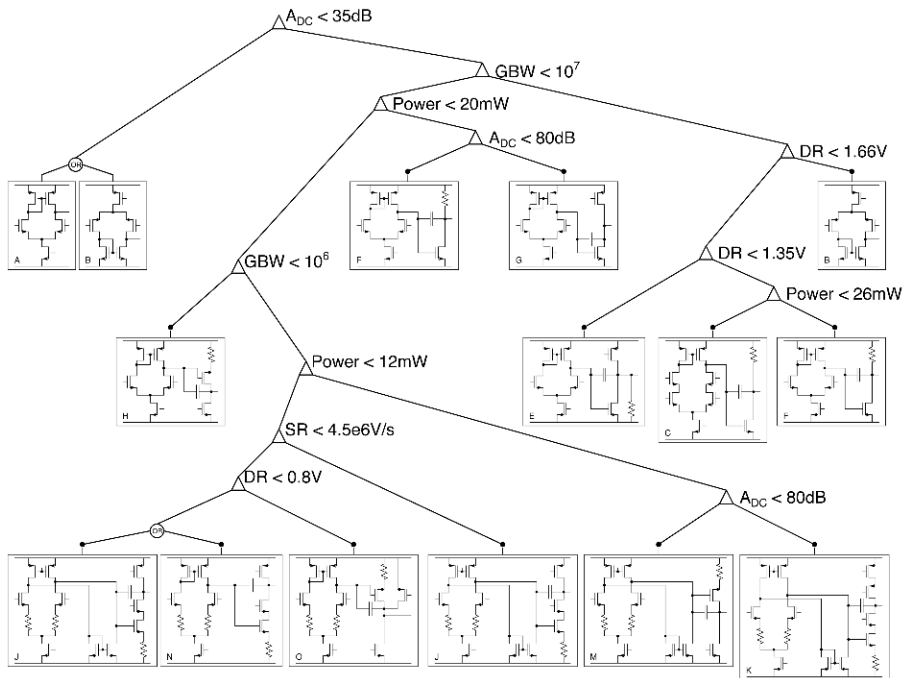 A_DC < 35dB
GBW < 10^7
Power < 20mW
A_DC < 80dB
DR < 1.66V
OR
A
B
F
G
B
GBW < 10^6
DR < 1.35V
Power < 26mW
H
Power < 12mW
E
C
F
SR < 4.5e6V/s
DR < 0.8V
A_DC < 80dB
OR
J
N
O
J
M
K